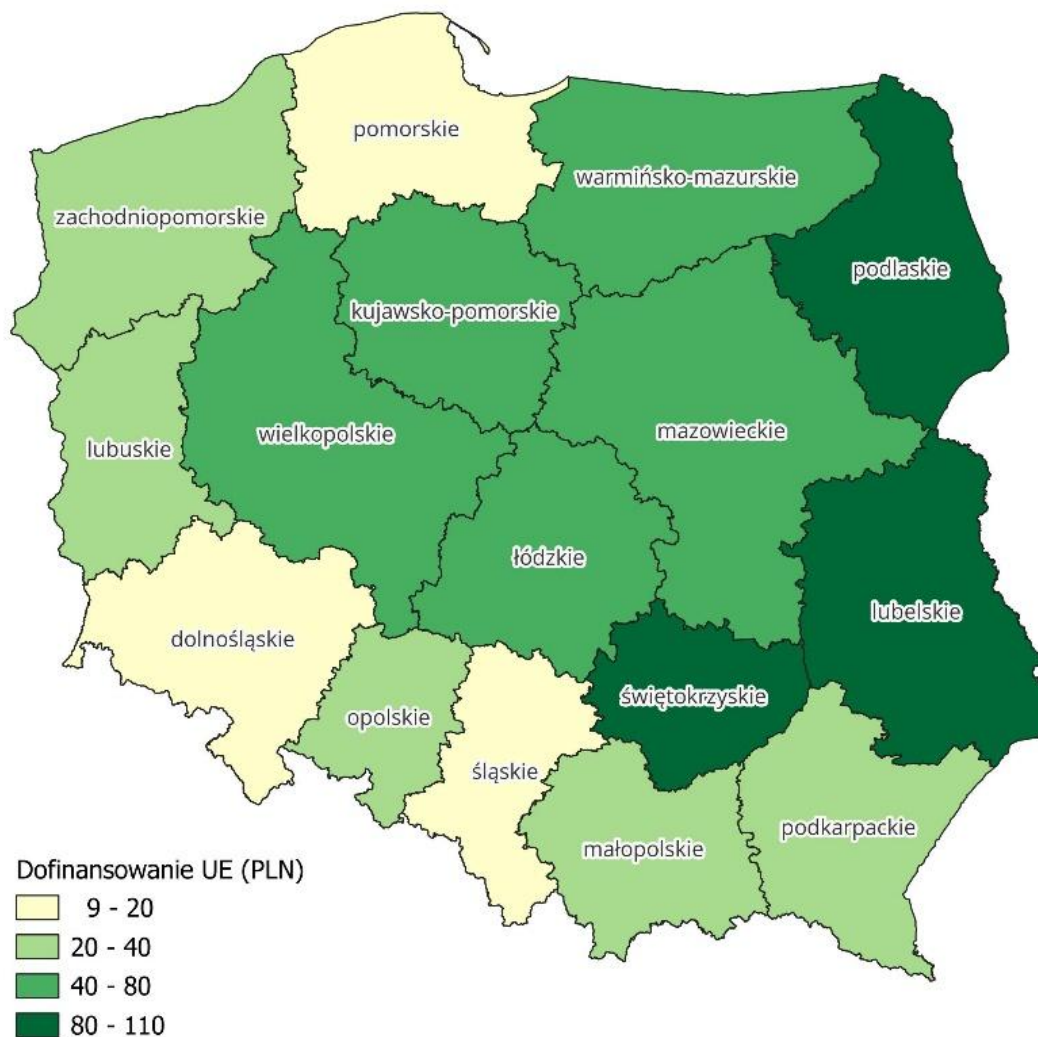 pomorskie
warmińsko-mazurskie
zachodniopomorskie
podlaskie
kujawsko-pomorskie
wielkopolskie
mazowieckie
lubuskie
łódzkie
lubelskie
dolnośląskie
świętokrzyskie
opolskie
śląskie
podkarpackie
małopolskie
Dofinansowanie UE (PLN)
9 - 20
20 - 40
40 - 80
80 - 110